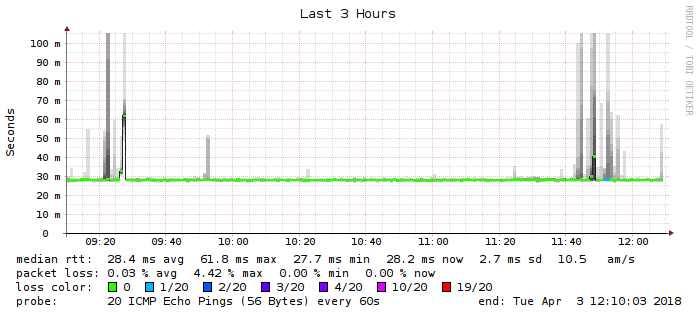 Last 3 Hours
RRDTOOL / TOBI OETIKER
Seconds
100 m
90 m
80 m
70 m
60 m
50 m
40 m
30 m
20 m
10 m
0
09:20 09:40 10:00 10:20 10:40 11:00 11:20 11:40 12:00
median rtt: 28.4 ms avg 61.8 ms max 27.7 ms min 28.2 ms now 2.7 ms sd 10.5 am/s
packet loss: 0.03 % avg 4.42 % max 0.00 % min 0.00 % now
loss color: 0 1/20 2/20 3/20 4/20 10/20 19/20
probe: 20 ICMP Echo Pings (56 Bytes) every 60s end: Tue Apr 3 12:10:03 2018